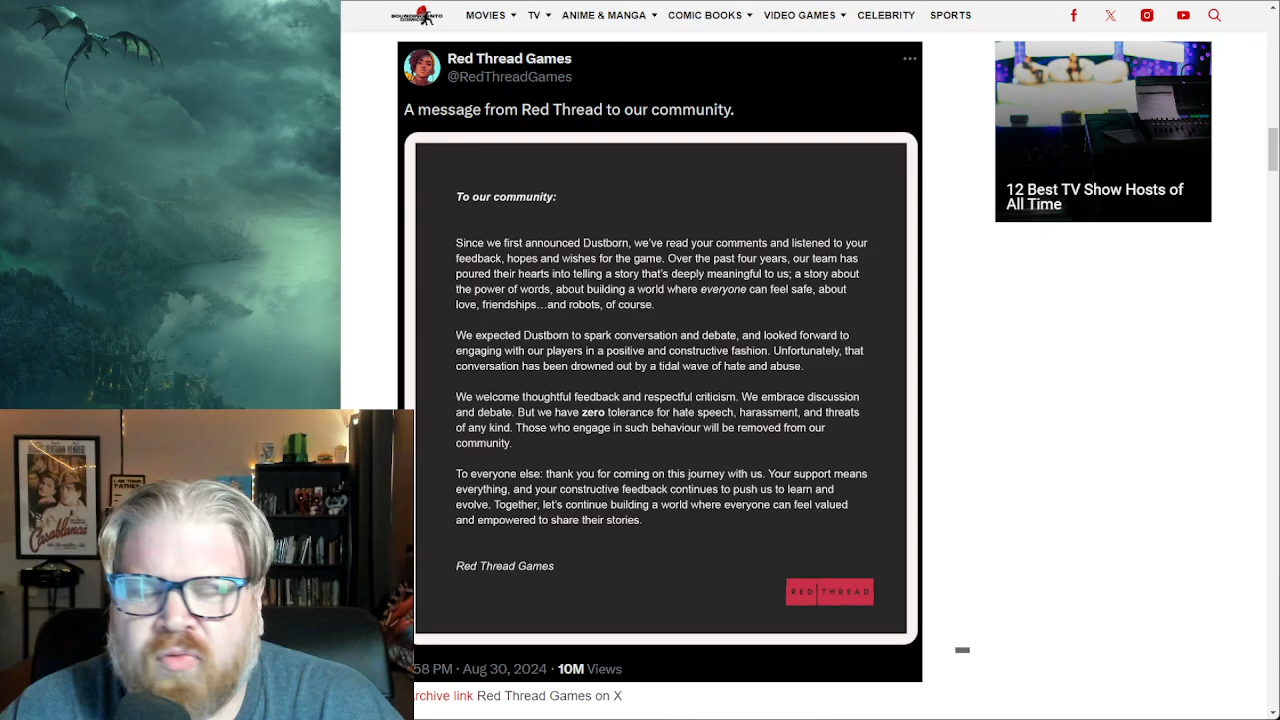 BOUNDING INTO
COMICS
MOVIES
TV
ANIME & MANGA
COMIC BOOKS
VIDEO GAMES
CELEBRITY
SPORTS
Red Thread Games
@RedThreadGames
A message from Red Thread to our community.
To our community:
Since we first announced Dustborn, we've read your comments and listened to your
feedback, hopes and wishes for the game. Over the past four years, our team has
poured their hearts into telling a story that's deeply meaningful to us; a story about
the power of words, about building a world where everyone can feel safe, about
love, friendships…and robots, of course.
We expected Dustborn to spark conversation and debate, and looked forward to
engaging with our players in a positive and constructive fashion. Unfortunately, that
conversation has been drowned out by a tidal wave of hate and abuse.
We welcome thoughtful feedback and respectful criticism. We embrace discussion
and debate. But we have zero tolerance for hate speech, harassment, and threats
of any kind. Those who engage in such behaviour will be removed from our
community.
To everyone else: thank you for coming on this journey with us. Your support means
everything, and your constructive feedback continues to push us to learn and
evolve. Together, let's continue building a world where everyone can feel valued
and empowered to share their stories.
Red Thread Games
RED THREAD
58 PM · Aug 30, 2024 · 10M Views
rchive link Red Thread Games on X
12 Best TV Show Hosts of
All Time
I AM THEIR
FATHER
Casablanca